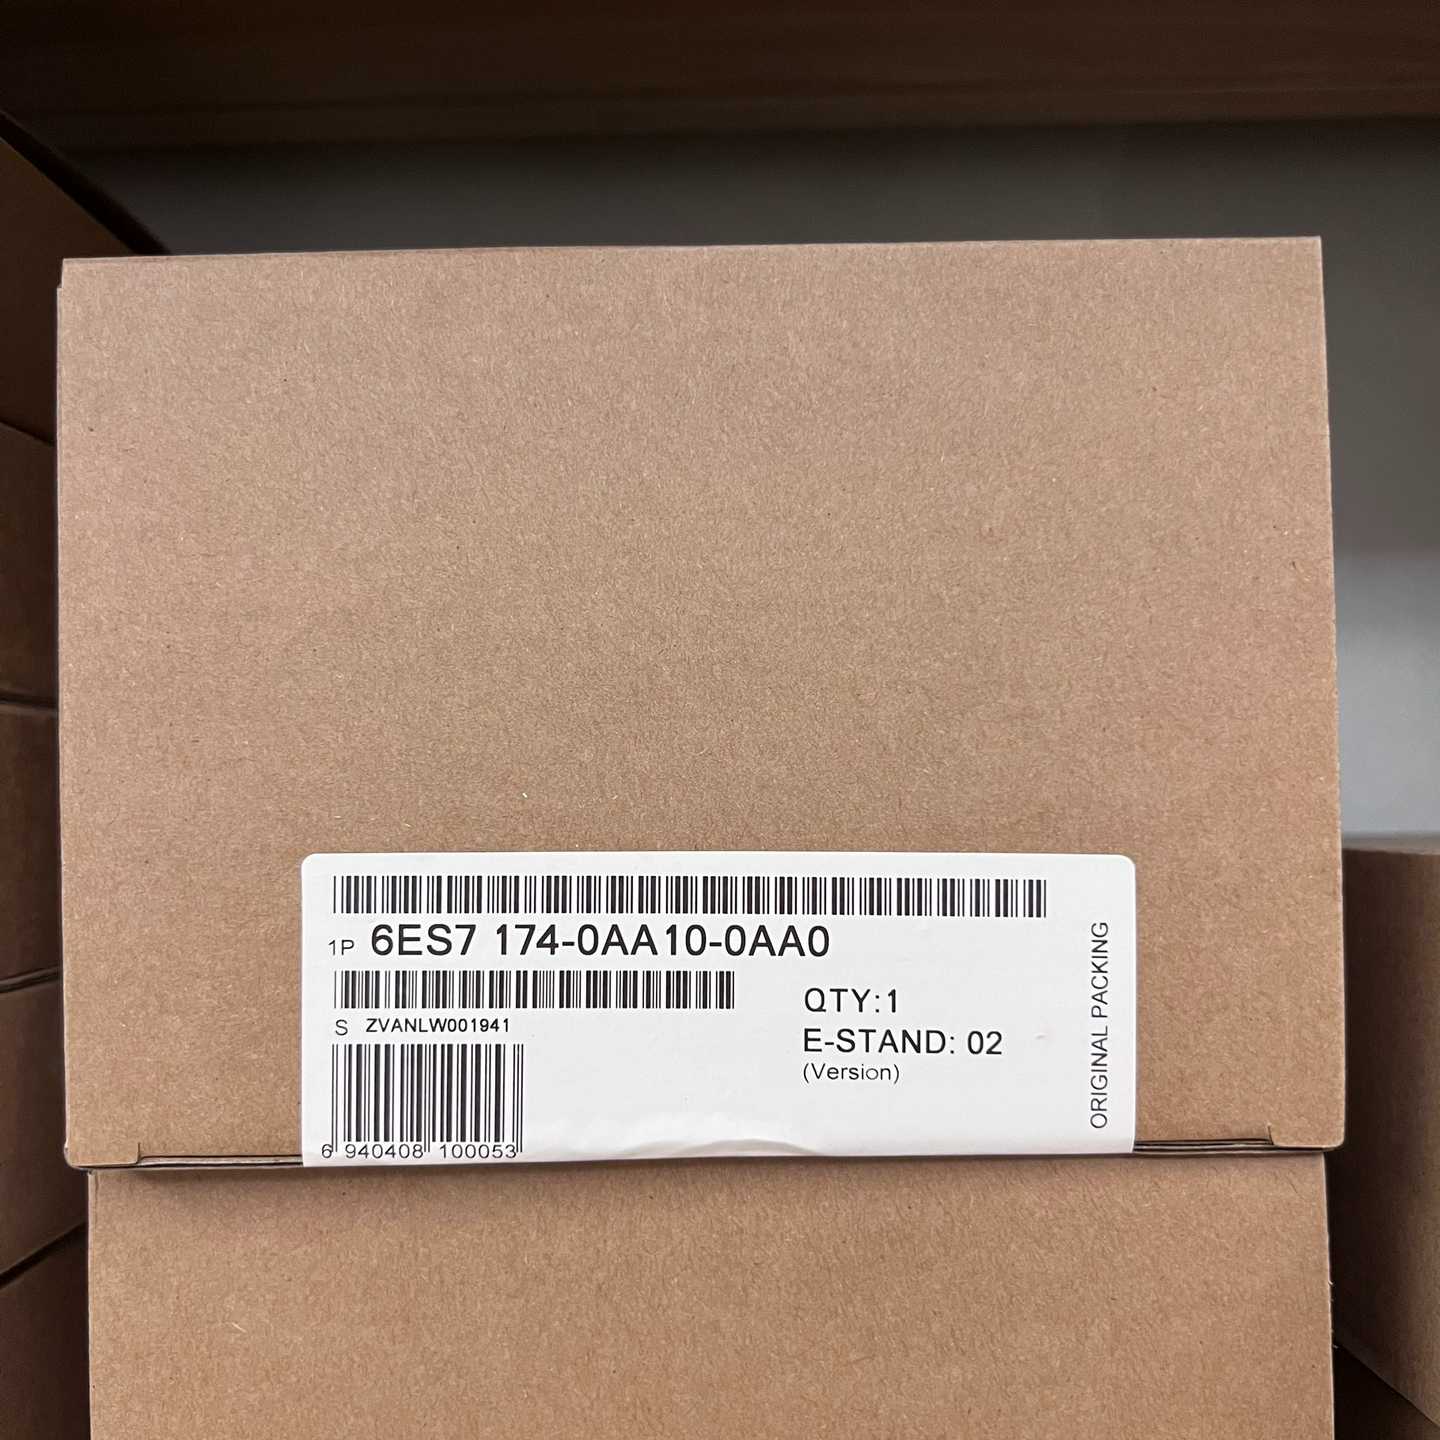 1P 6ES7 174-0AA10-0AA0
S ZVANLW001941
QTY:1
E-STAND: 02
(Version)
6 940408 100053
ORIGINAL PACKING